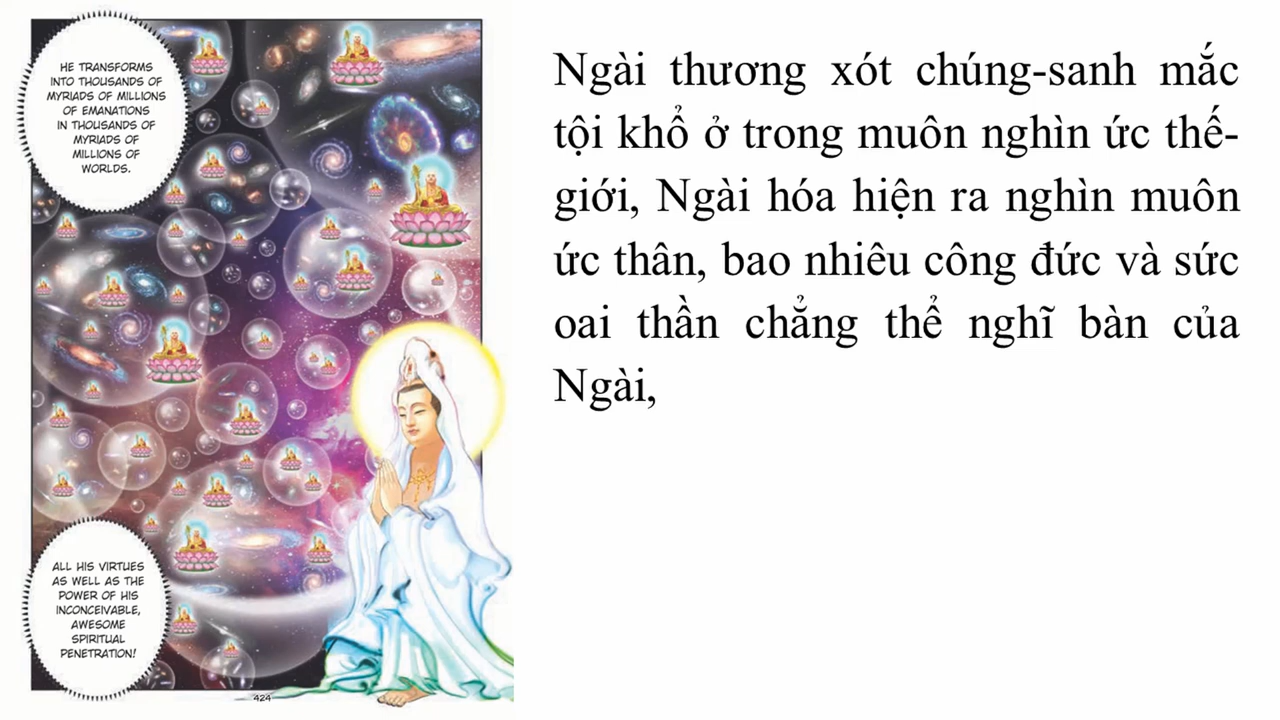 HE TRANSFORMS
INTO THOUSANDS OF
MYRIADS OF MILLIONS
OF EMANATIONS
IN THOUSANDS OF
MYRIADS OF
MILLIONS OF
WORLDS.
ALL HIS VIRTUES
AS WELL AS THE
POWER OF HIS
INCONCEIVABLE,
AWESOME
SPIRITUAL
PENETRATION!
424
Ngài thương xót chúng-sanh mắc
tội khổ ở trong muôn nghìn ức thế-
giới, Ngài hóa hiện ra nghìn muôn
ức thân, bao nhiêu công đức và sức
oai thần chẳng thể nghĩ bàn của
Ngài,